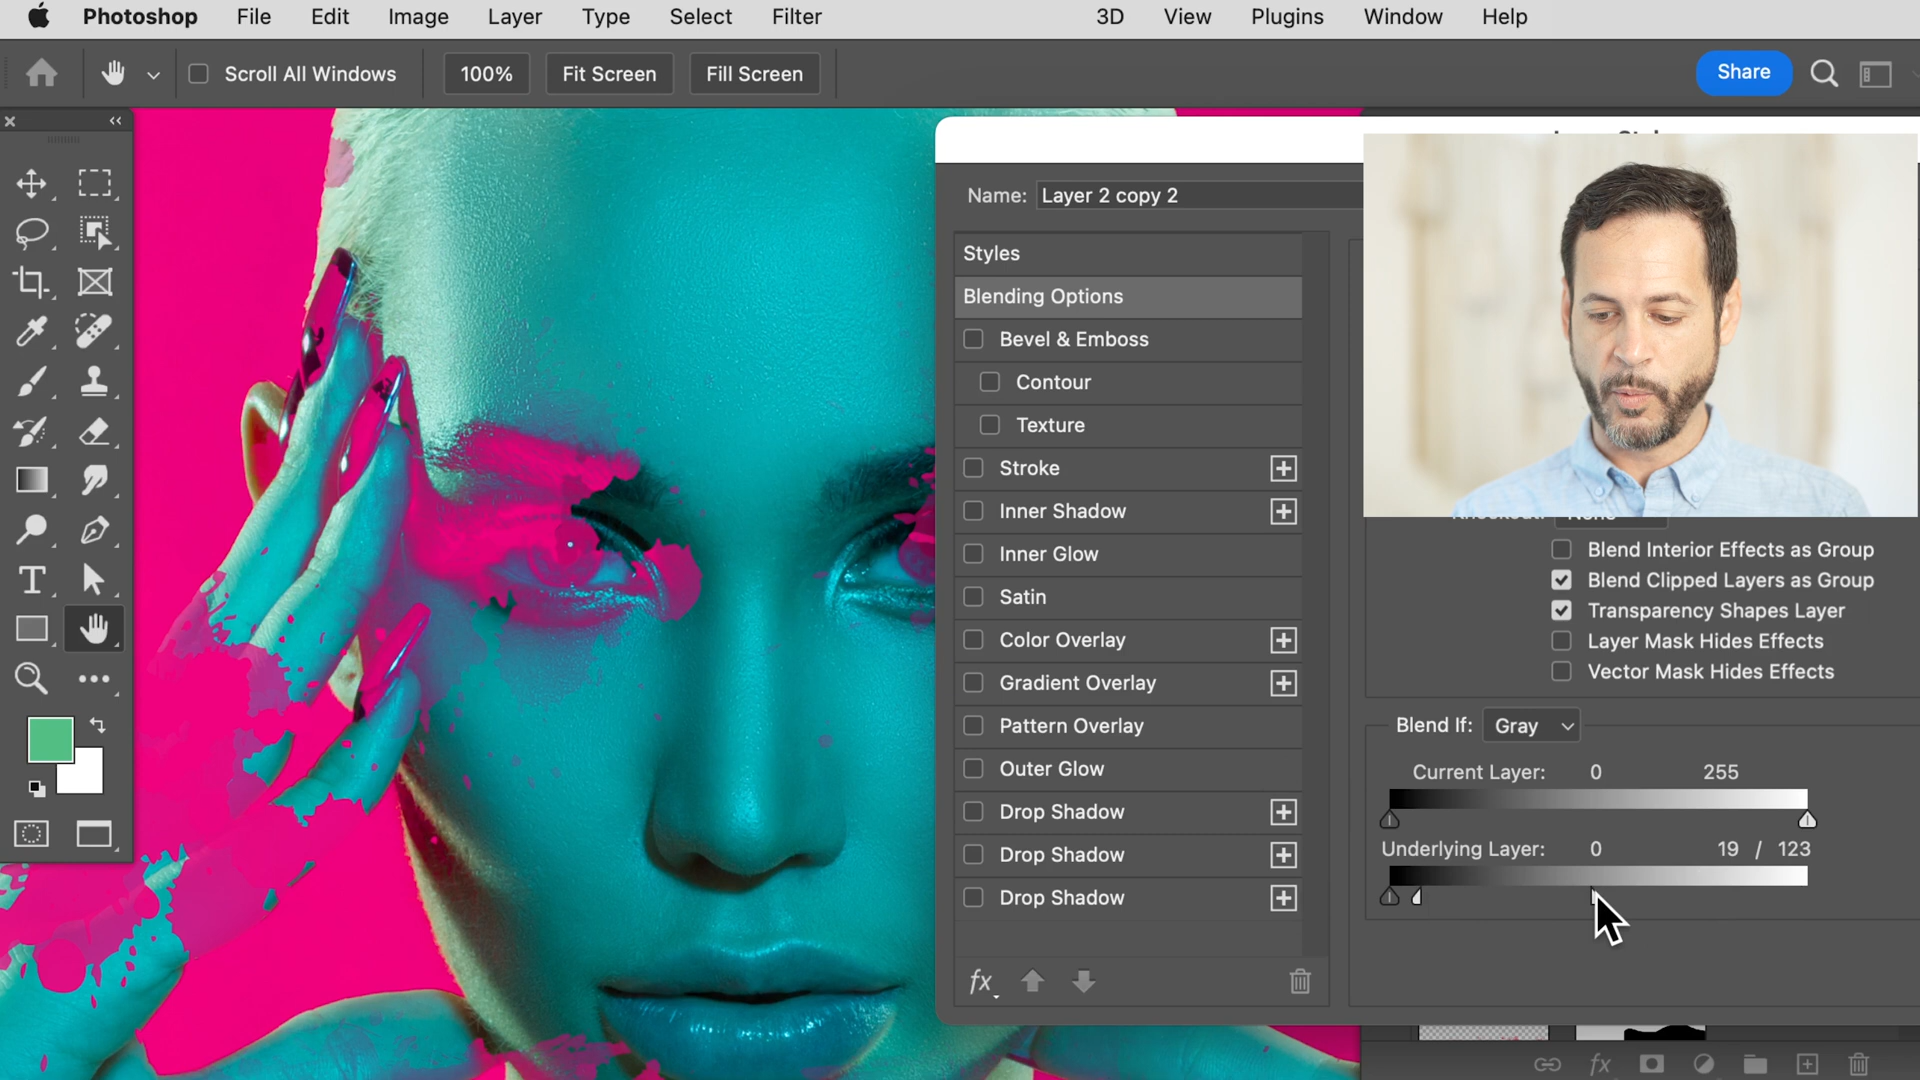 Photoshop File Edit Image Layer Type Select Filter 3D View Plugins Window Help
Scroll All Windows 100% Fit Screen Fill Screen Share
Name: Layer 2 copy 2
Styles
Blending Options
Bevel & Emboss
Contour
Texture
Stroke
Inner Shadow
Inner Glow
Satin
Color Overlay
Gradient Overlay
Pattern Overlay
Outer Glow
Drop Shadow
Drop Shadow
Drop Shadow
fx
Blend Interior Effects as Group
Blend Clipped Layers as Group
Transparency Shapes Layer
Layer Mask Hides Effects
Vector Mask Hides Effects
Blend If: Gray
Current Layer: 0 255
Underlying Layer: 0 19 / 123
fx